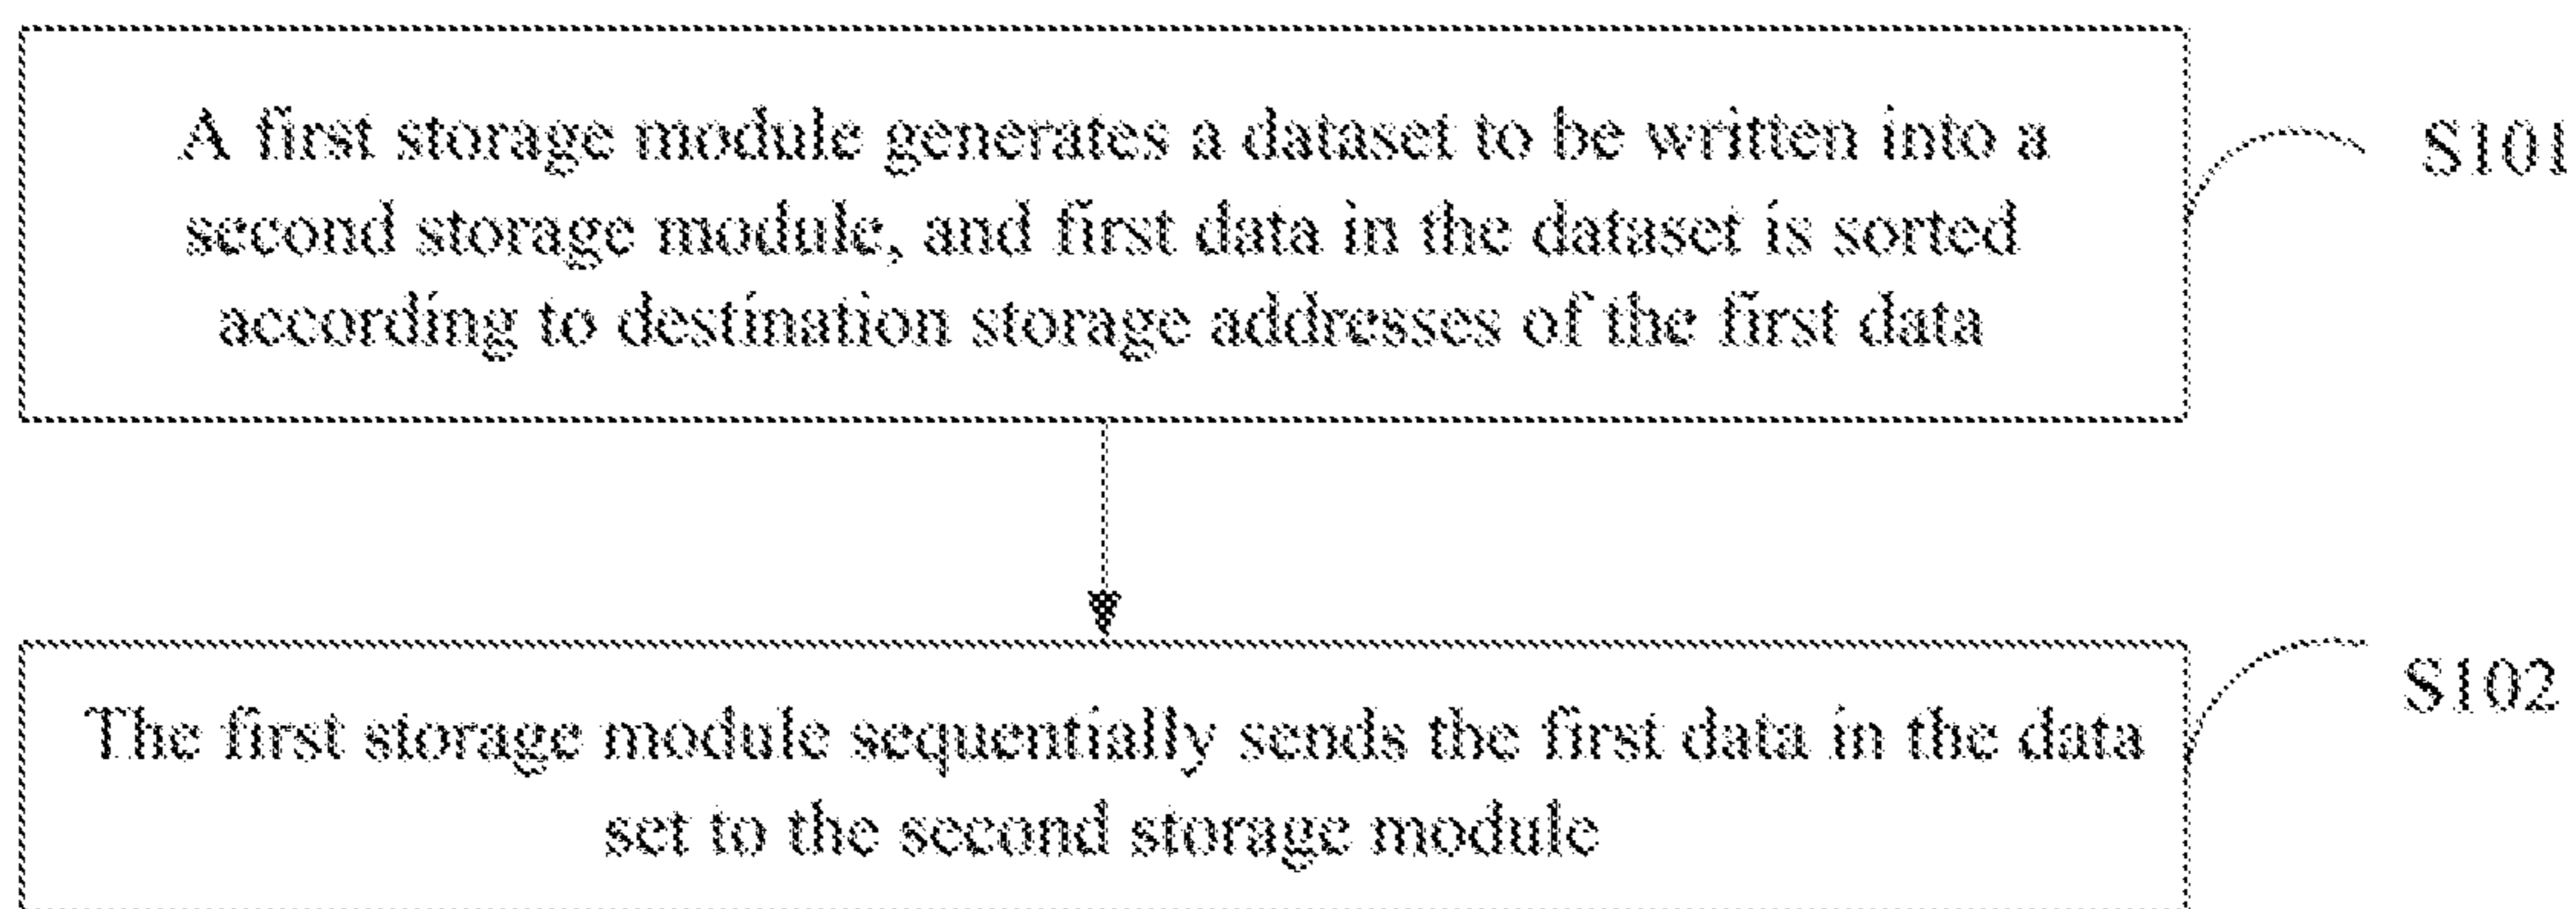 A first storage module generates a dataset to be written into a
S101
second storage module, and first data in the dataset is sorted
according to destination storage addresses of the first data
S102
The first storage module sequentially sends the first data in the data
set to the second storage module